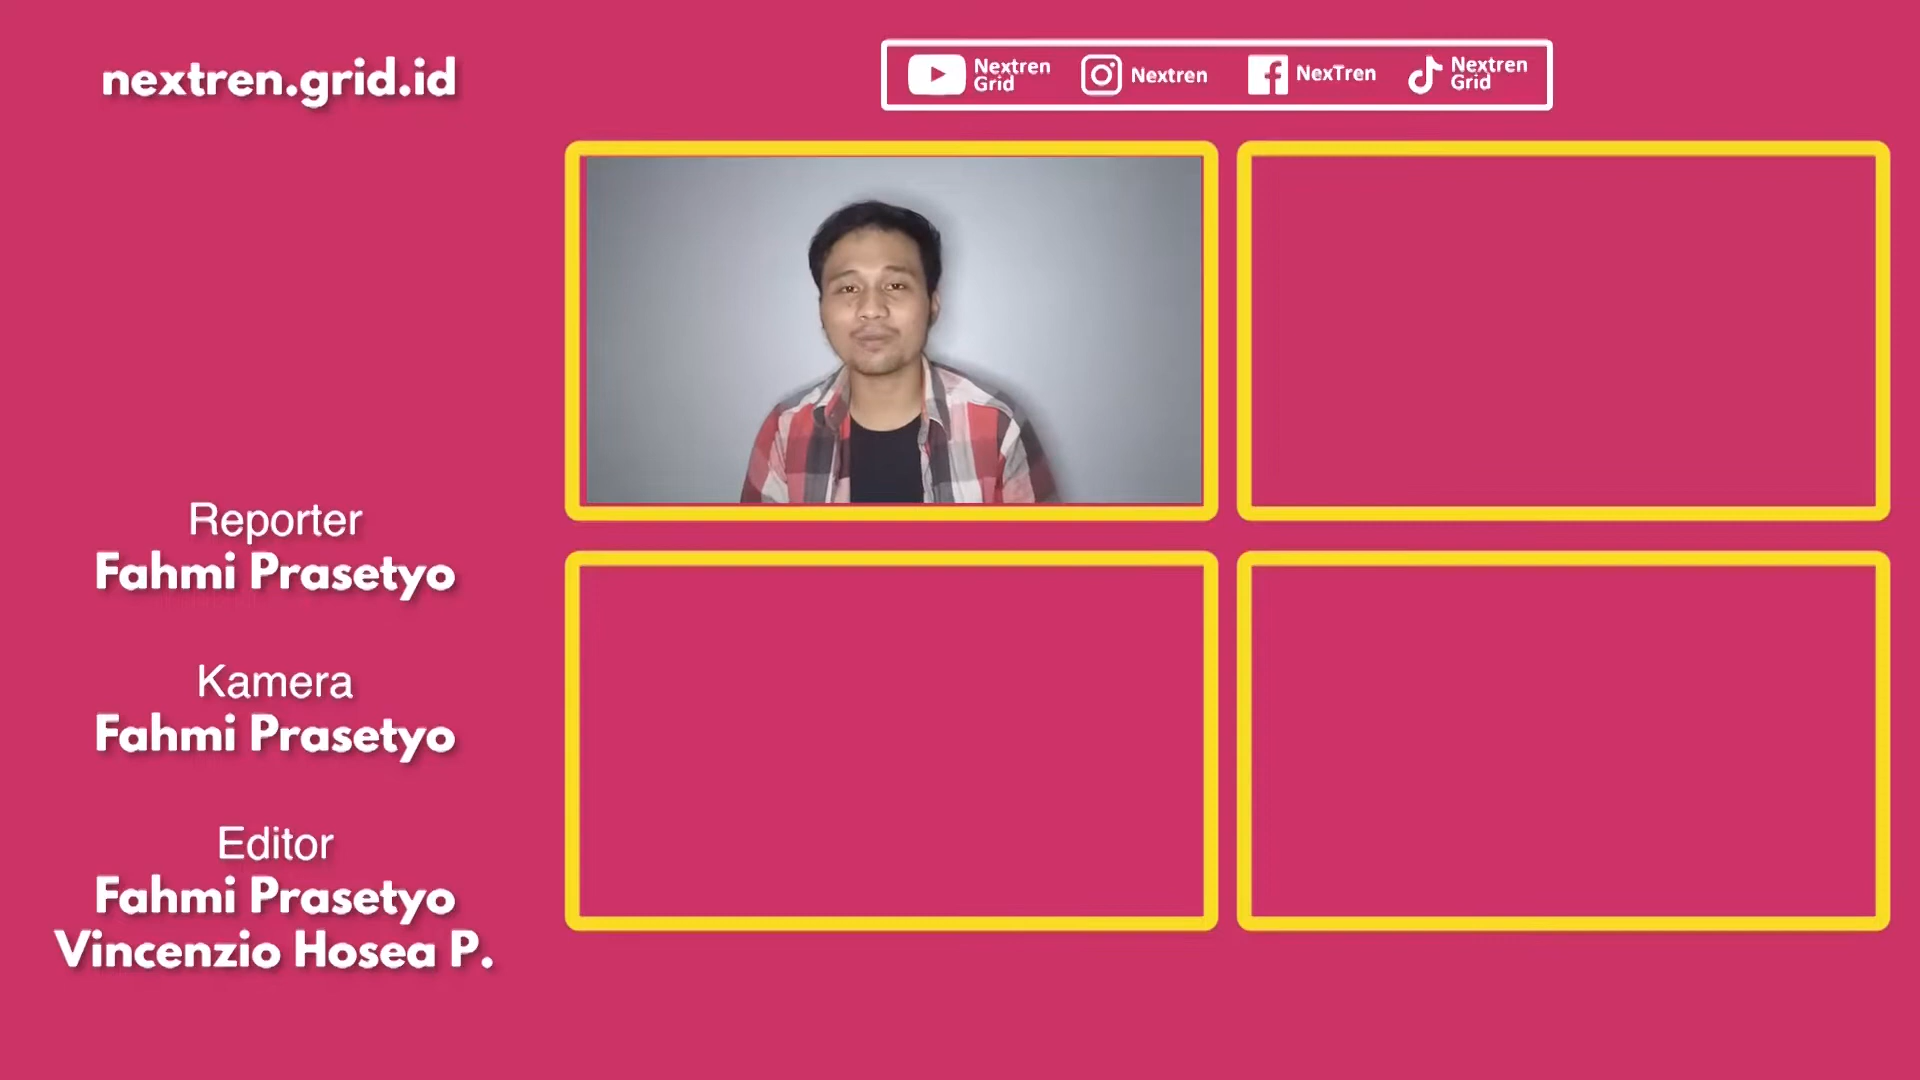 nextren.grid.id
Nextren
Grid
Nextren
NexTren
Nextren
Grid
Reporter
Fahmi Prasetyo
Kamera
Fahmi Prasetyo
Editor
Fahmi Prasetyo
Vincenzio Hosea P.